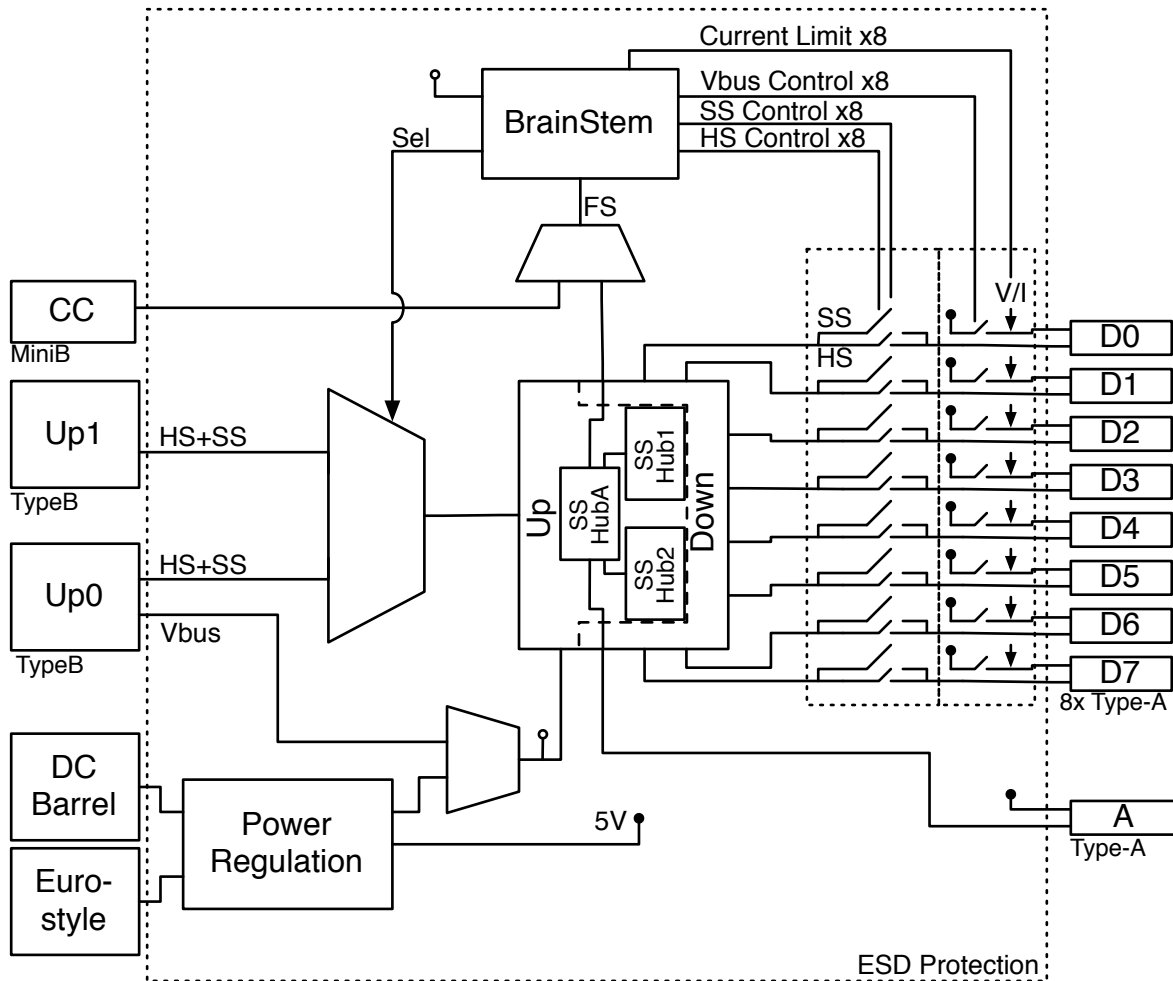 Current Limit x8
Vbus Control x8
BrainStem
SS Control x8
Sel
HS Control x8
FS
CC
MiniB
V/I
SS
D0
HS
D1
Up1
HS+SS
TypeB
D2
SS
Hub1
D3
Up
SS
HubA
Down
D4
Up0
HS+SS
Vbus
TypeB
SS
Hub2
D5
D6
D7
8x Type-A
DC
Barrel
Power
Regulation
5V
A
Type-A
Euro-
style
ESD Protection